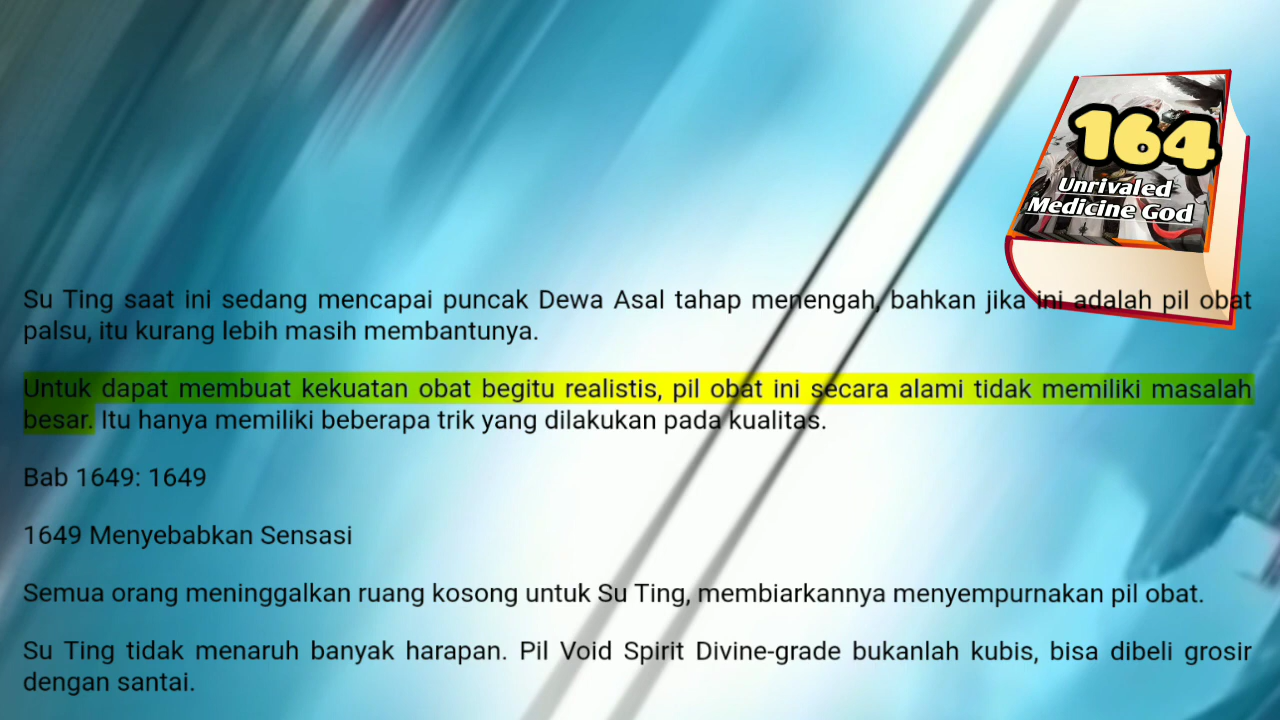 164
Unrivaled
Medicine God
Su Ting saat ini sedang mencapai puncak Dewa Asal tahap menengah, bahkan jika ini adalah pil obat
palsu, itu kurang lebih masih membantunya.
Untuk dapat membuat kekuatan obat begitu realistis, pil obat ini secara alami tidak memiliki masalah
besar. Itu hanya memiliki beberapa trik yang dilakukan pada kualitas.
Bab 1649: 1649
1649 Menyebabkan Sensasi
Semua orang meninggalkan ruang kosong untuk Su Ting, membiarkannya menyempurnakan pil obat.
Su Ting tidak menaruh banyak harapan. Pil Void Spirit Divine-grade bukanlah kubis, bisa dibeli grosir
dengan santai.